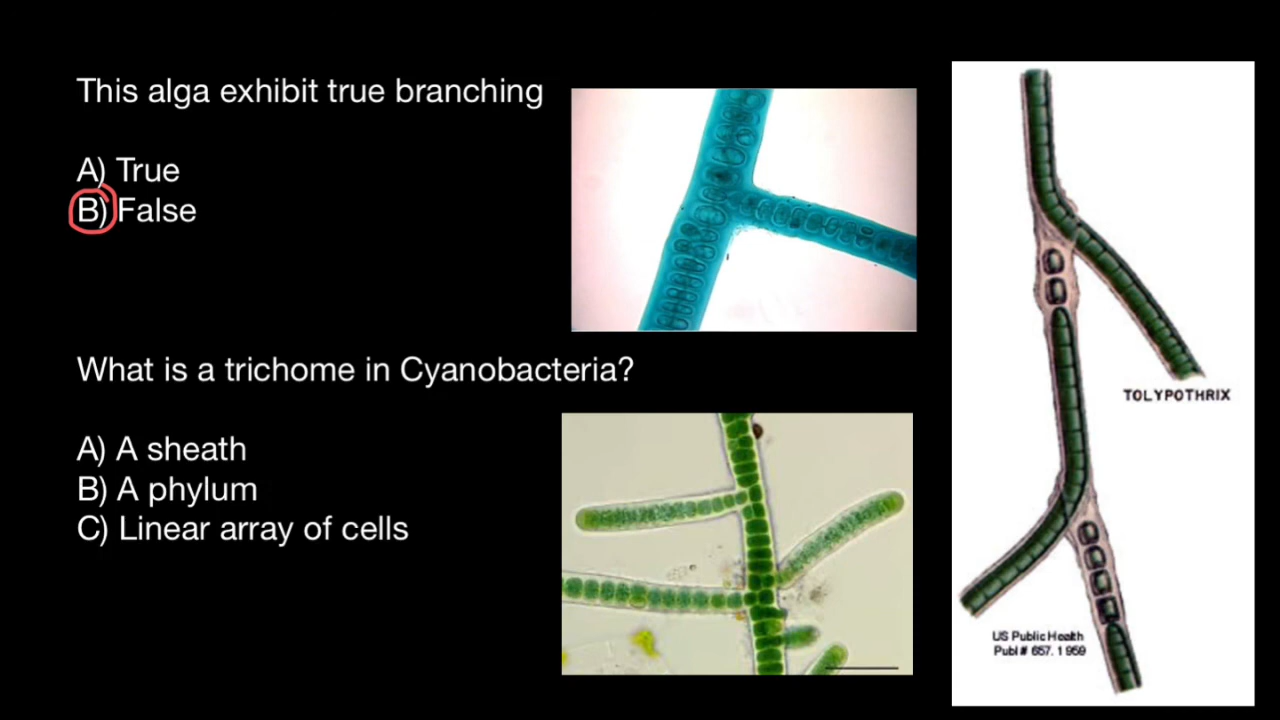 This alga exhibit true branching
A) True
B) False
What is a trichome in Cyanobacteria?
A) A sheath
B) A phylum
C) Linear array of cells
TOLYPOTHRIX
US Public Health
Publ # 657. 1959